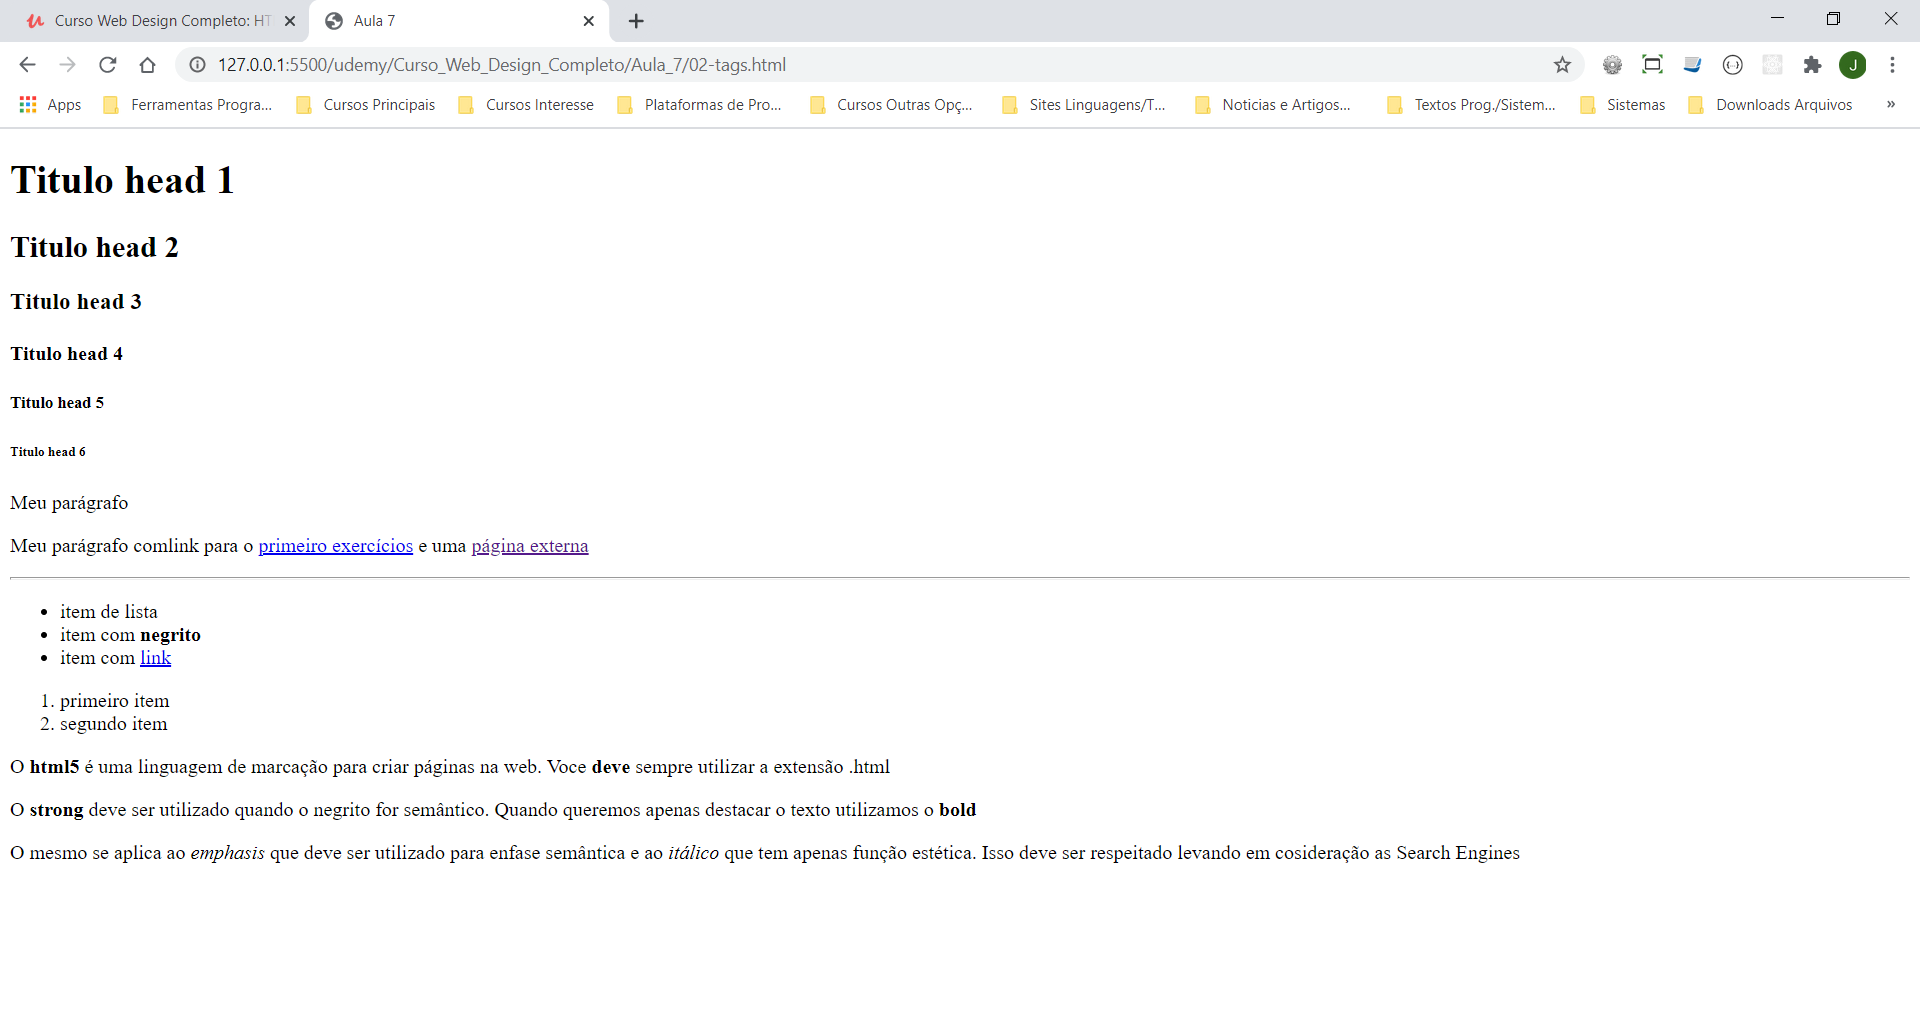 Curso Web Design Completo: HT
Aula 7
127.0.0.1:5500/udemy/Curso_Web_Design_Completo/Aula_7/02-tags.html
J
Apps Ferramentas Progra... Cursos Principais Cursos Interesse Plataformas de Pro... Cursos Outras Opç... Sites Linguagens/T... Noticias e Artigos... Textos Prog./Sistem... Sistemas Downloads Arquivos »
Titulo head 1
Titulo head 2
Titulo head 3
Titulo head 4
Titulo head 5
Titulo head 6
Meu parágrafo
Meu parágrafo comlink para o primeiro exercícios e uma página externa
• item de lista
• item com negrito
• item com link
1. primeiro item
2. segundo item
O html5 é uma linguagem de marcação para criar páginas na web. Voce deve sempre utilizar a extensão .html
O strong deve ser utilizado quando o negrito for semântico. Quando queremos apenas destacar o texto utilizamos o bold
O mesmo se aplica ao emphasis que deve ser utilizado para enfase semântica e ao itálico que tem apenas função estética. Isso deve ser respeitado levando em cosideração as Search Engines